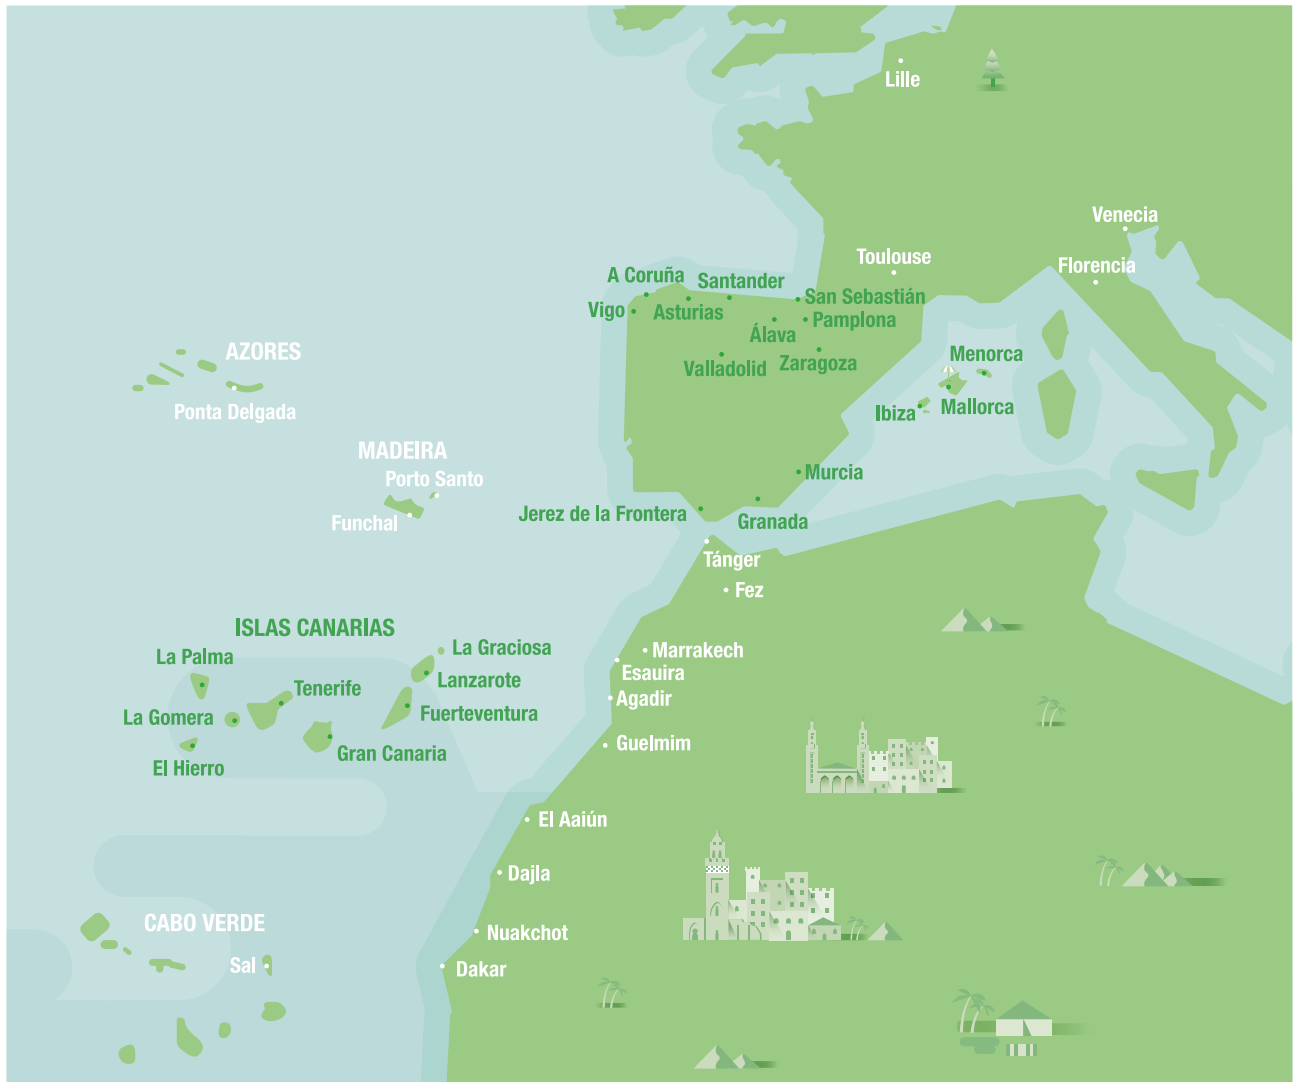 Lille
Venecia
Toulouse
Florencia
A Coruña
Santander
San Sebastián
Vigo
Asturias
Pamplona
Álava
AZORES
Menorca
Valladolid
Zaragoza
Ponta Delgada
Ibiza
Mallorca
MADEIRA
Porto Santo
Murcia
Funchal
Jerez de la Frontera
Granada
Tánger
Fez
ISLAS CANARIAS
La Graciosa
Marrakech
La Palma
Esauira
Lanzarote
Tenerife
Agadir
La Gomera
Fuerteventura
Guelmim
Gran Canaria
El Hierro
El Aaiún
Dajla
CABO VERDE
Nuakchot
Sal
Dakar